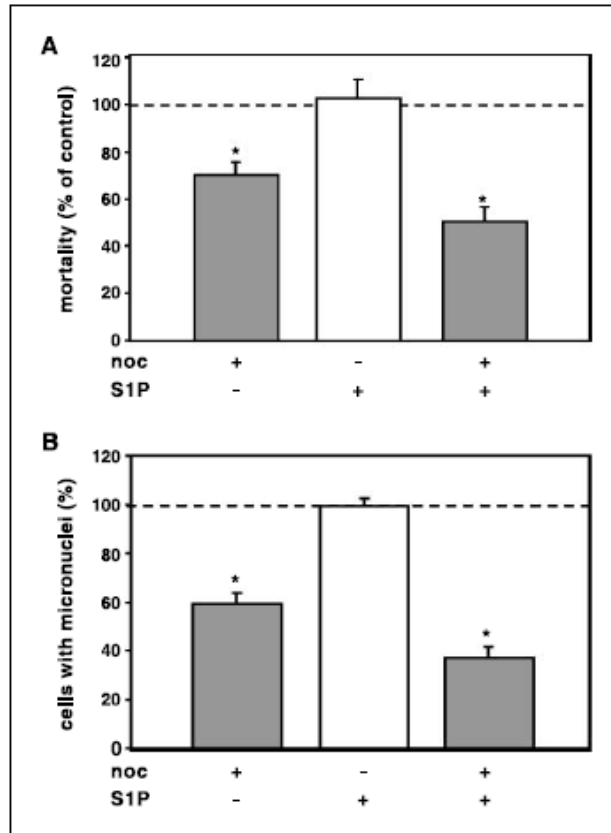 A
mortality (% of control)
120
100
80
60
40
20
0
*
*
noc + - +
S1P - + +
B
cells with micronuclei (%)
120
100
80
60
40
20
0
*
*
noc + - +
S1P - + +